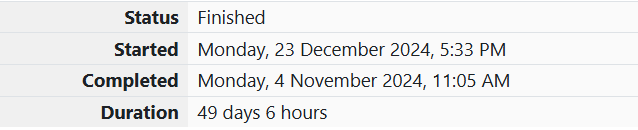 Status Finished
Started Monday, 23 December 2024, 5:33 PM
Completed Monday, 4 November 2024, 11:05 AM
Duration 49 days 6 hours